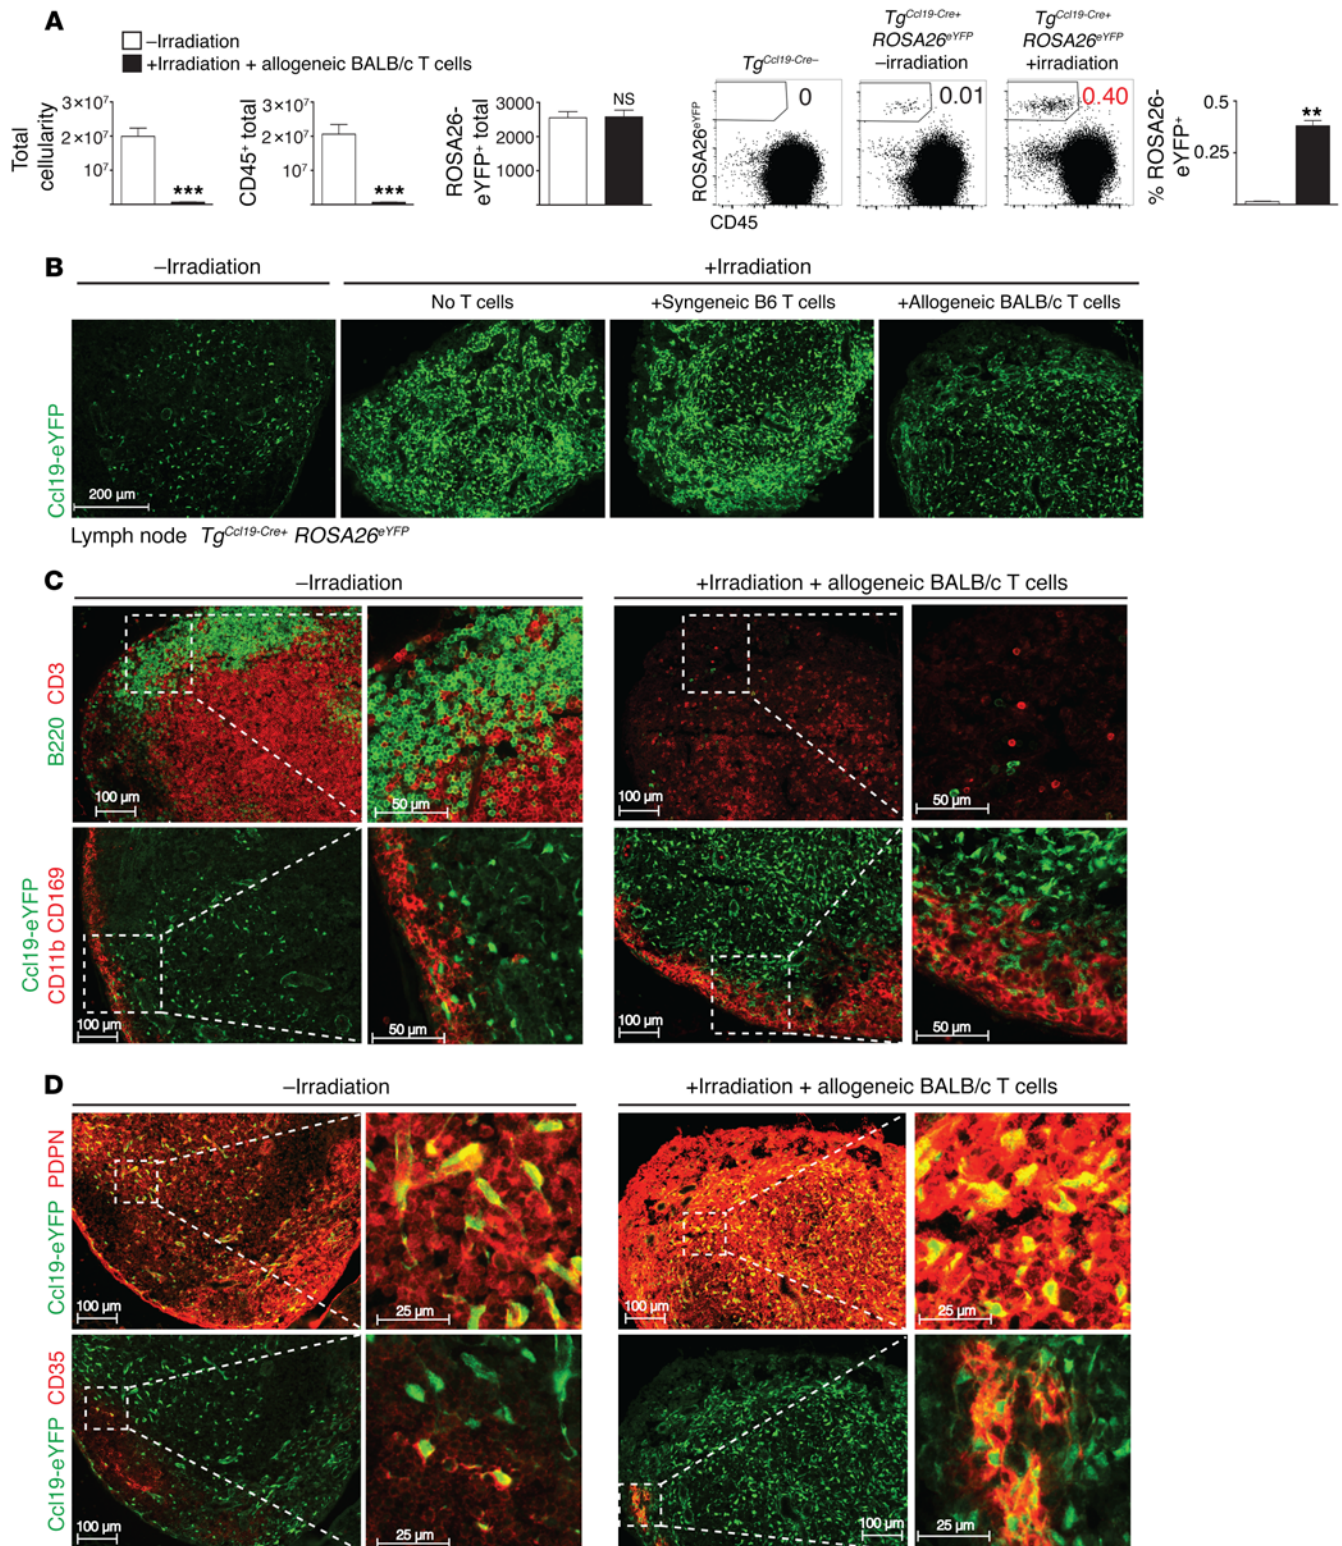 A
–Irradiation
+Irradiation + allogeneic BALB/c T cells
Total cellularity
3×10⁷
2×10⁷
10⁷
***
CD45⁺ total
3×10⁷
2×10⁷
10⁷
***
ROSA26-eYFP⁺ total
3000
2000
1000
NS
Tg^Ccl19-Cre–
Tg^Ccl19-Cre+
ROSA26^eYFP
–irradiation
Tg^Ccl19-Cre+
ROSA26^eYFP
+irradiation
0
0.01
0.40
ROSA26^eYFP
CD45
% ROSA26-eYFP⁺
0.5
0.25
**
B
–Irradiation
+Irradiation
No T cells
+Syngeneic B6 T cells
+Allogeneic BALB/c T cells
Ccl19-eYFP
200 µm
Lymph node Tg^Ccl19-Cre+ ROSA26^eYFP
C
–Irradiation
+Irradiation + allogeneic BALB/c T cells
B220 CD3
100 µm
50 µm
100 µm
50 µm
Ccl19-eYFP
CD11b CD169
100 µm
50 µm
100 µm
50 µm
D
–Irradiation
+Irradiation + allogeneic BALB/c T cells
Ccl19-eYFP PDPN
100 µm
25 µm
100 µm
25 µm
Ccl19-eYFP CD35
100 µm
25 µm
100 µm
25 µm